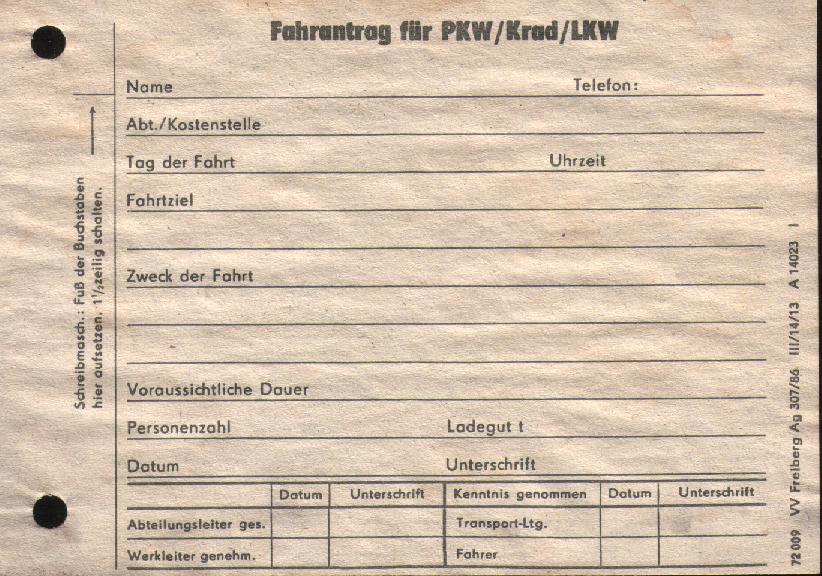 Fahrantrag für PKW/Krad/LKW
Name Telefon:
Abt./Kostenstelle
Tag der Fahrt Uhrzeit
Fahrtziel
Zweck der Fahrt
Voraussichtliche Dauer
Personenzahl Ladegut t
Datum Unterschrift
Datum Unterschrift Kenntnis genommen Datum Unterschrift
Abteilungsleiter ges. Transport-Ltg.
Werkleiter genehm. Fahrer
Schreibmasch.: Fuß der Buchstaben
hier aufsetzen. 1½zeilig schalten.
72 009 VV Freiberg Ag 307/86 III/14/13 A 14023 I